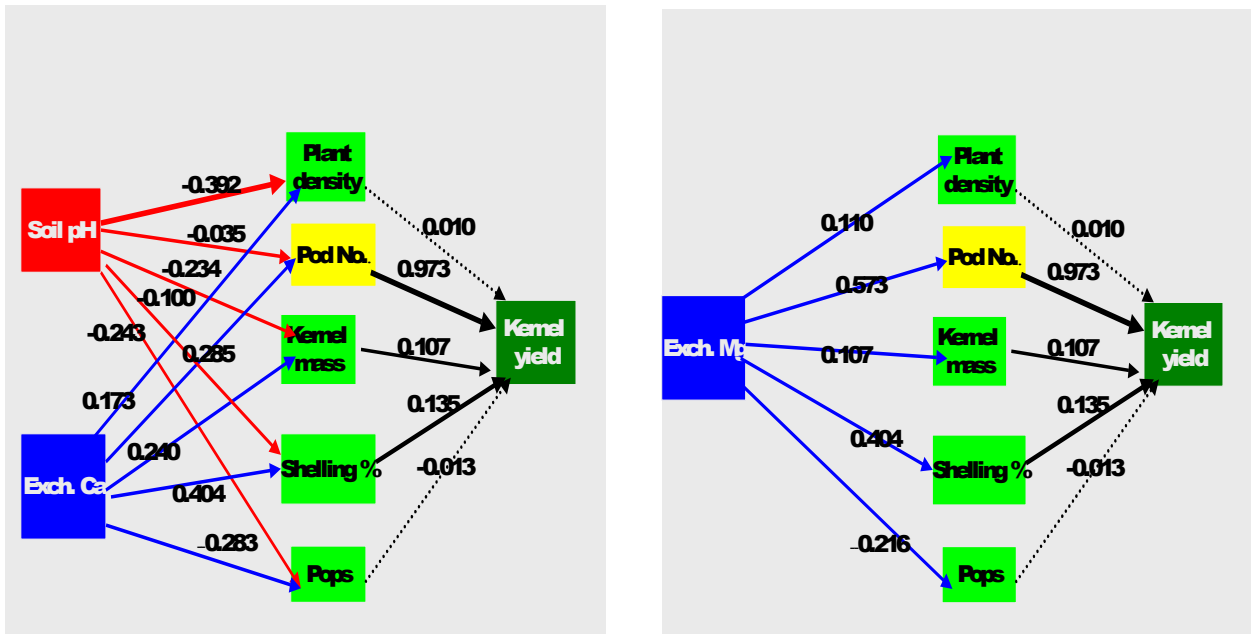 Plant
density
-0.392
Soil pH
-0.035
0.010
Pod No..
-0.234
0.973
-0.100
Kernel
yield
-0.243
Kernel
mass
0.285
0.107
0.173
0.135
0.240
Shelling %
-0.013
Exch. Ca
0.404
-0.283
Pops
Plant
density
0.110
0.010
Pod No..
0.573
0.973
Exch. Mg
Kernel
yield
0.107
Kernel
mass
0.107
0.135
0.404
Shelling %
-0.013
-0.216
Pops